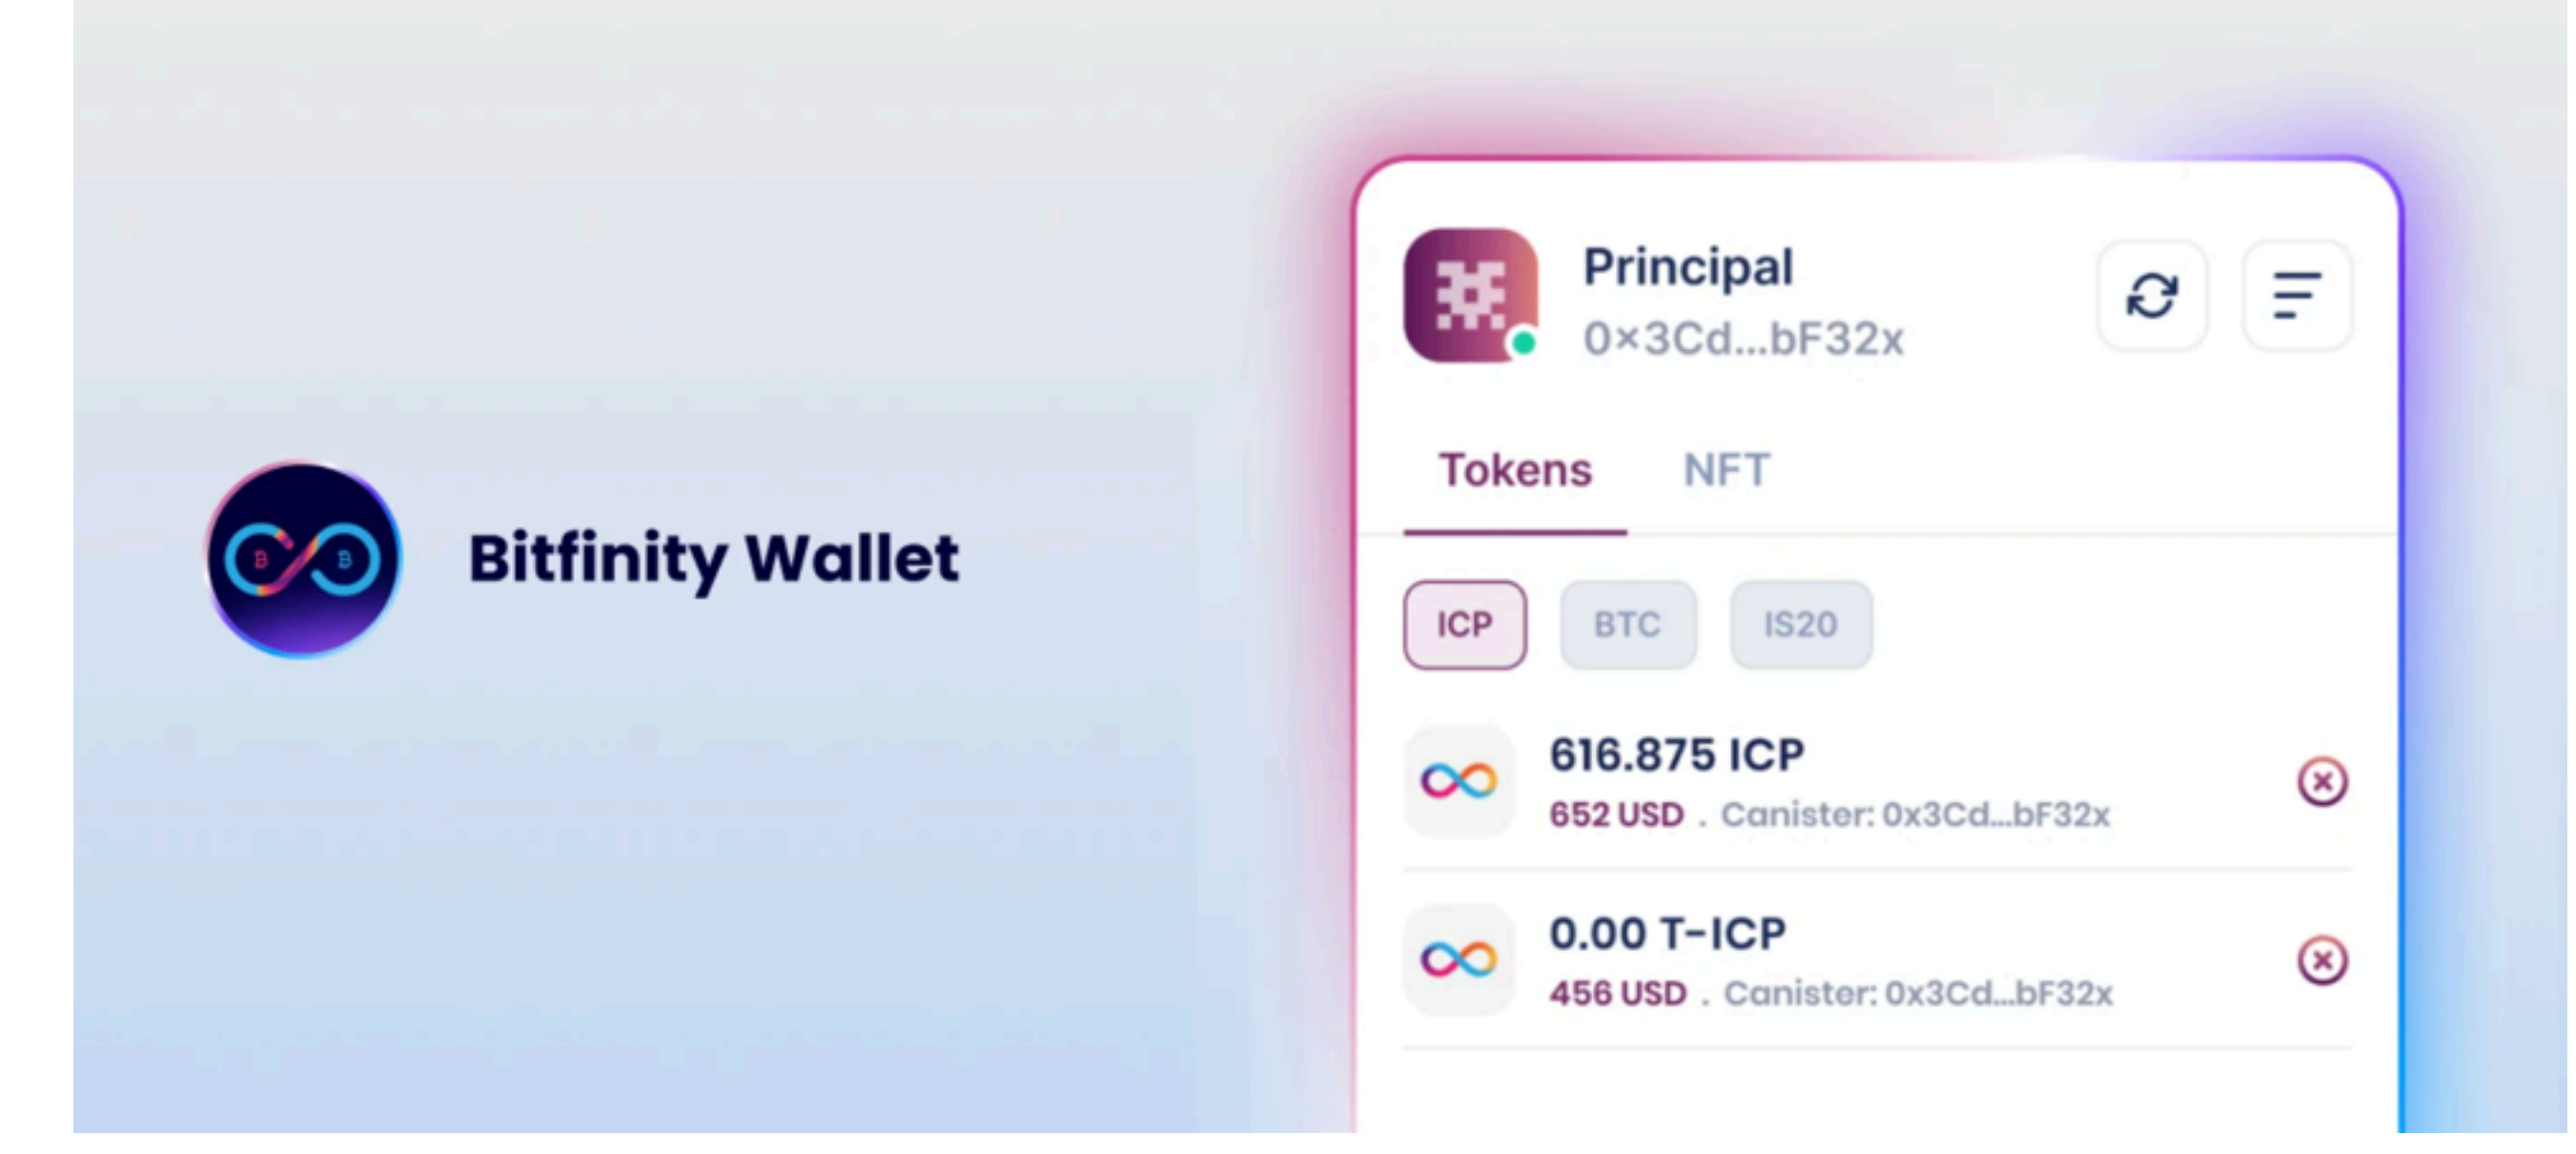 Bitfinity Wallet
Principal
0×3Cd...bF32x
Tokens NFT
ICP BTC IS20
616.875 ICP
652 USD . Canister: 0x3Cd...bF32x
0.00 T-ICP
456 USD . Canister: 0x3Cd...bF32x